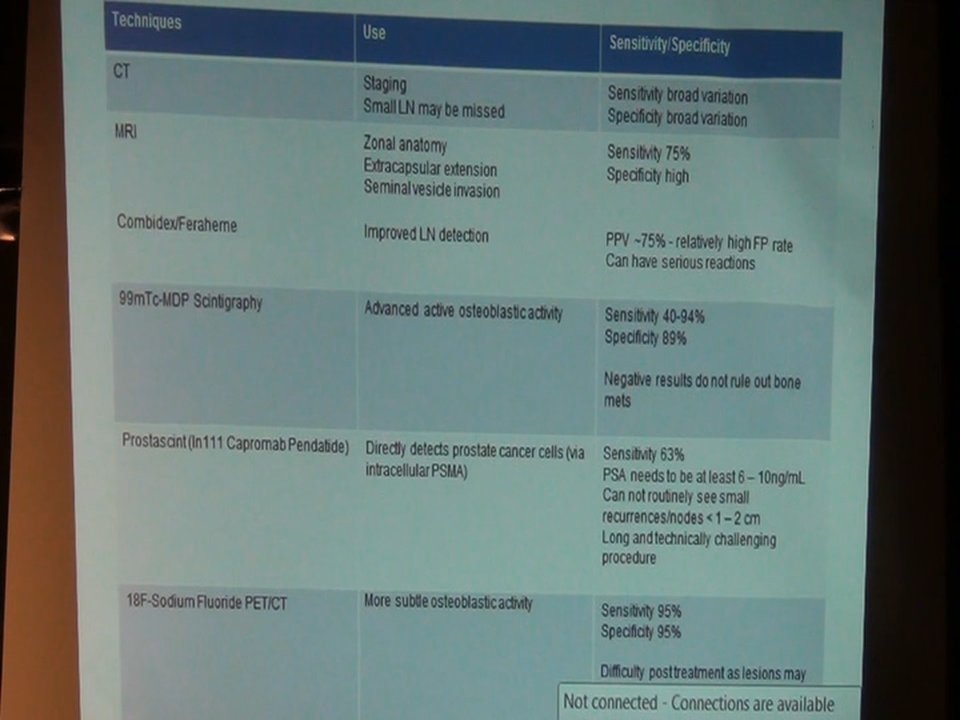 Techniques
Use
Sensitivity/Specificity
CT
Staging
Small LN may be missed
Sensitivity broad variation
Specificity broad variation
MRI
Zonal anatomy
Extracapsular extension
Seminal vesicle invasion
Sensitivity 75%
Specificity high
Combidex/Feraheme
Improved LN detection
PPV ~75% - relatively high FP rate
Can have serious reactions
99mTc-MDP Scintigraphy
Advanced active osteoblastic activity
Sensitivity 40-94%
Specificity 89%
Negative results do not rule out bone
mets
Prostascint (In111 Capromab Pendatide)
Directly detects prostate cancer cells (via
intracellular PSMA)
Sensitivity 63%
PSA needs to be at least 6 – 10ng/mL
Can not routinely see small
recurrences/nodes < 1 – 2 cm
Long and technically challenging
procedure
18F-Sodium Fluoride PET/CT
More subtle osteoblastic activity
Sensitivity 95%
Specificity 95%
Difficulty post treatment as lesions may
Not connected - Connections are available